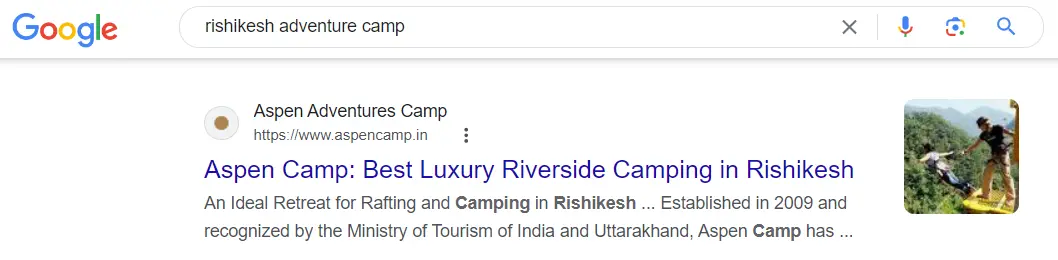 Google
rishikesh adventure camp
Aspen Adventures Camp
https://www.aspencamp.in
Aspen Camp: Best Luxury Riverside Camping in Rishikesh
An Ideal Retreat for Rafting and Camping in Rishikesh ... Established in 2009 and
recognized by the Ministry of Tourism of India and Uttarakhand, Aspen Camp has ...